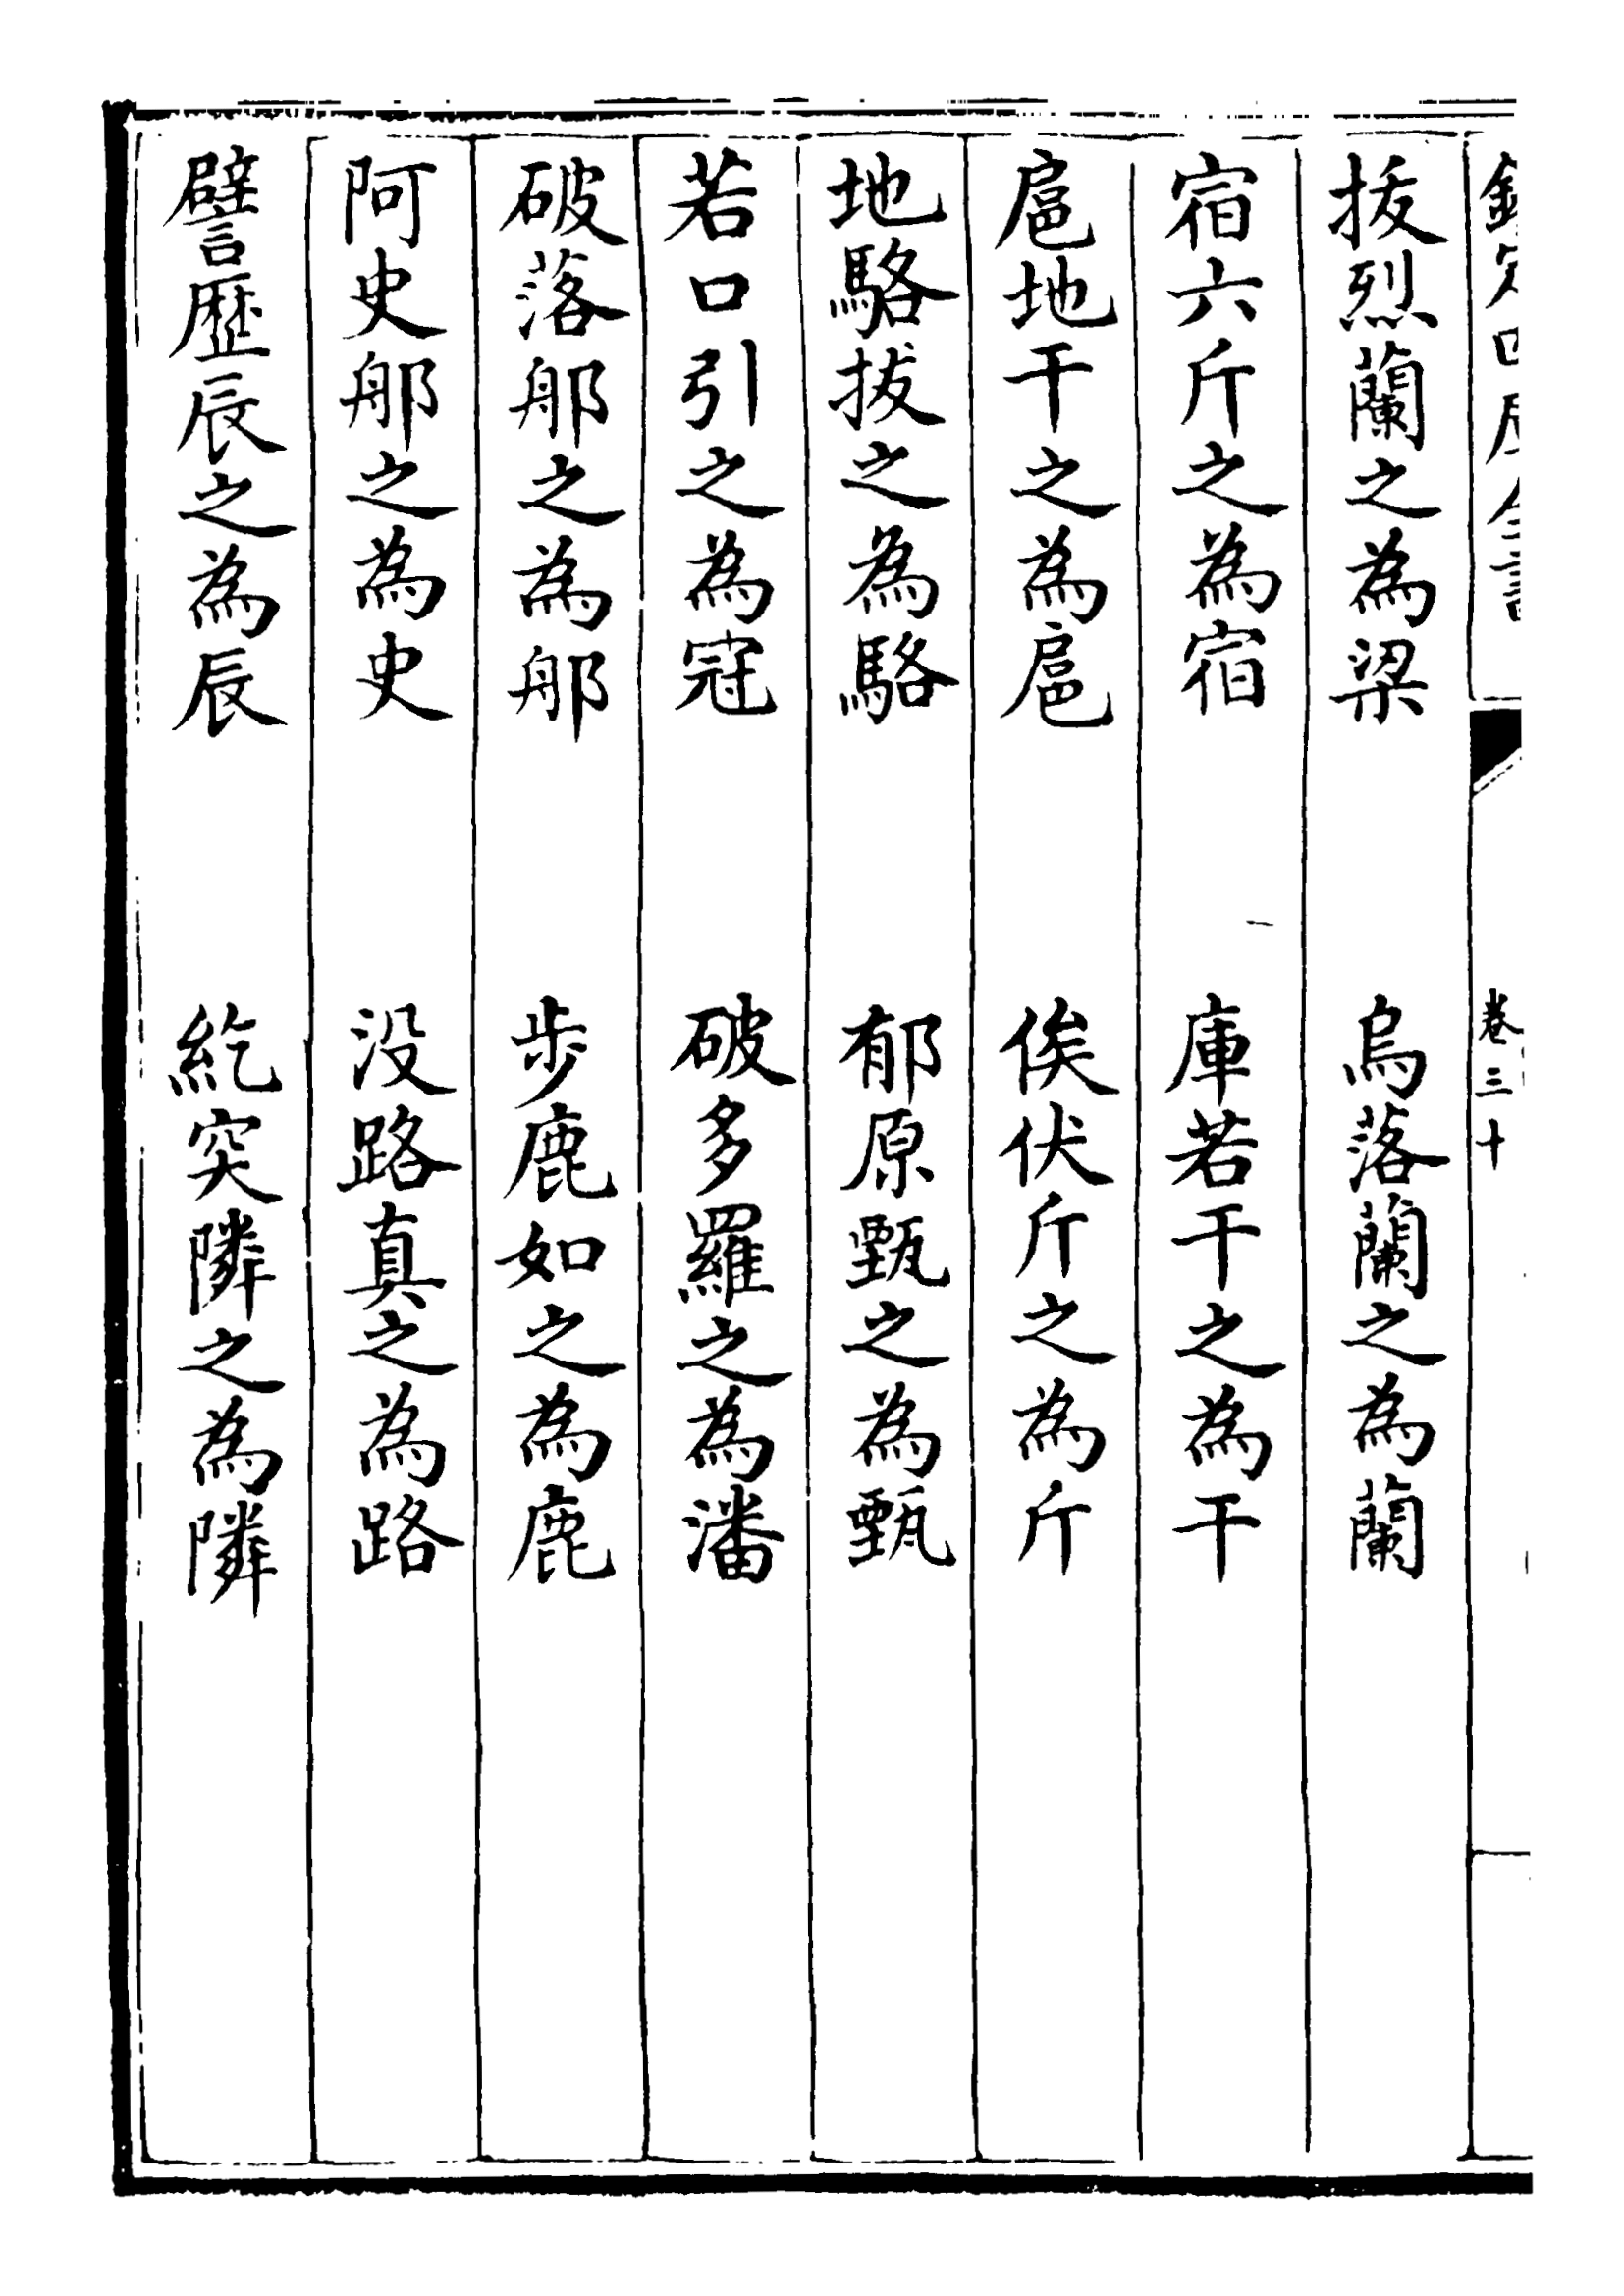 欽定四庫全書 卷三十
拔烈蘭之為梁 烏落蘭之為蘭
宿六斤之為宿 庫若干之為干
扈地干之為扈 俟伏斤之為斤
地駱拔之為駱 郁原甄之為甄
若口引之為冦 破多羅之為潘
破落那之為那 步鹿如之為鹿
阿史那之為史 没路真之為路
譬歴辰之為辰 紇突隣之為隣